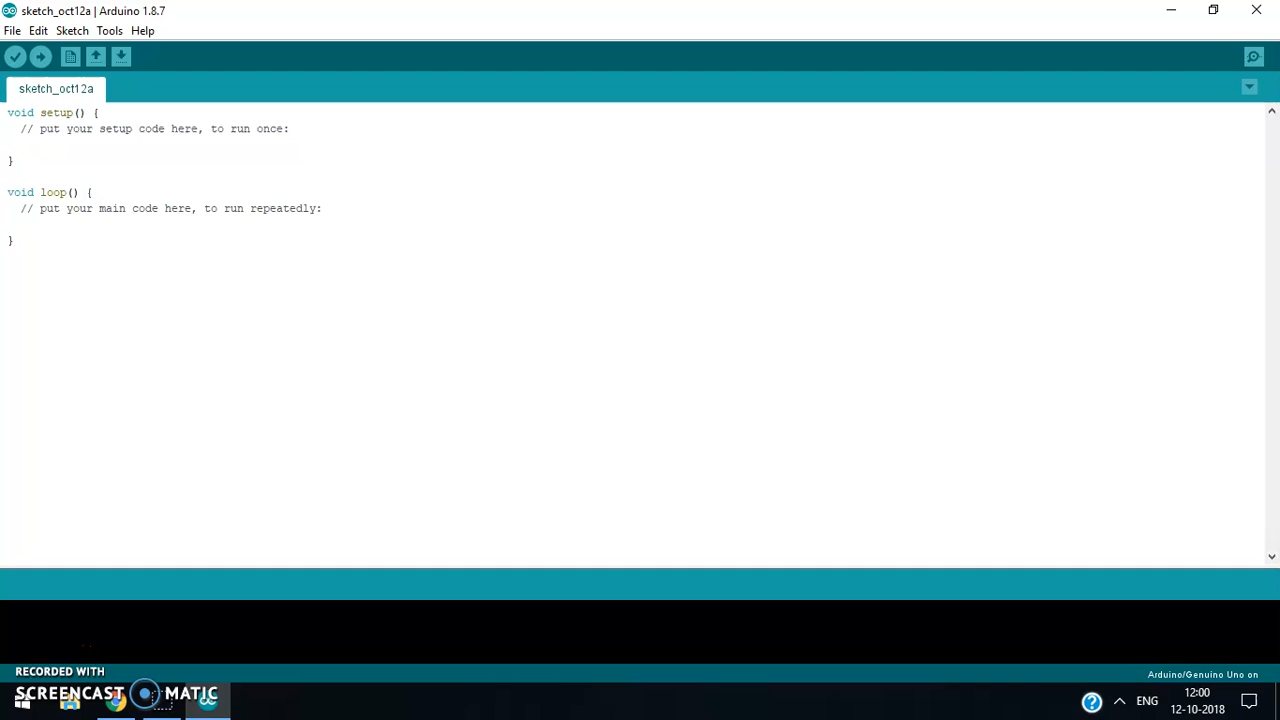 sketch_oct12a | Arduino 1.8.7
File Edit Sketch Tools Help
sketch_oct12a
void setup() {
// put your setup code here, to run once:
}
void loop() {
// put your main code here, to run repeatedly:
}
RECORDED WITH
SCREENCAST MATIC
Arduino/Genuino Uno on
ENG
12:00
12-10-2018